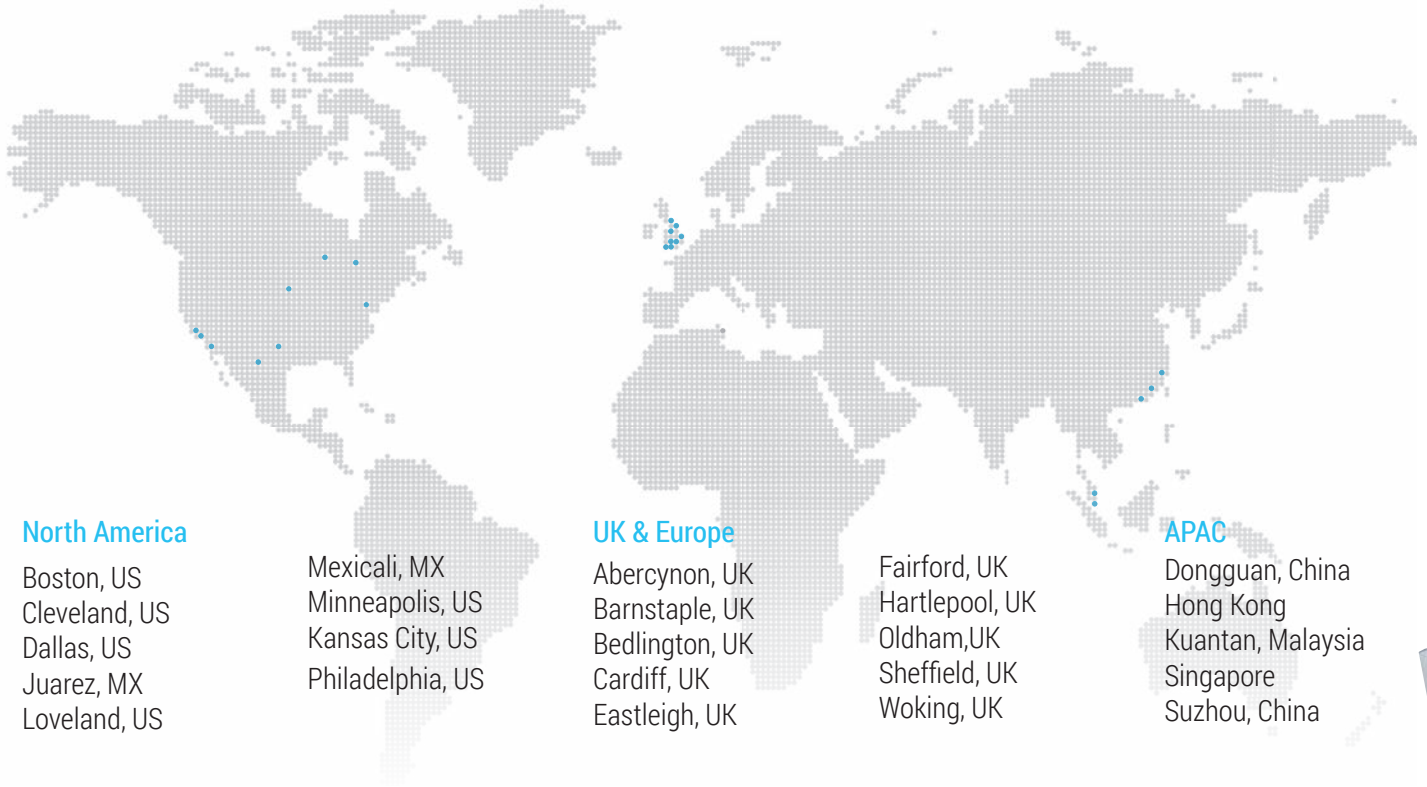 North America
Boston, US
Cleveland, US
Dallas, US
Juarez, MX
Loveland, US
Mexicali, MX
Minneapolis, US
Kansas City, US
Philadelphia, US
UK & Europe
Abercynon, UK
Barnstaple, UK
Bedlington, UK
Cardiff, UK
Eastleigh, UK
Fairford, UK
Hartlepool, UK
Oldham,UK
Sheffield, UK
Woking, UK
APAC
Dongguan, China
Hong Kong
Kuantan, Malaysia
Singapore
Suzhou, China